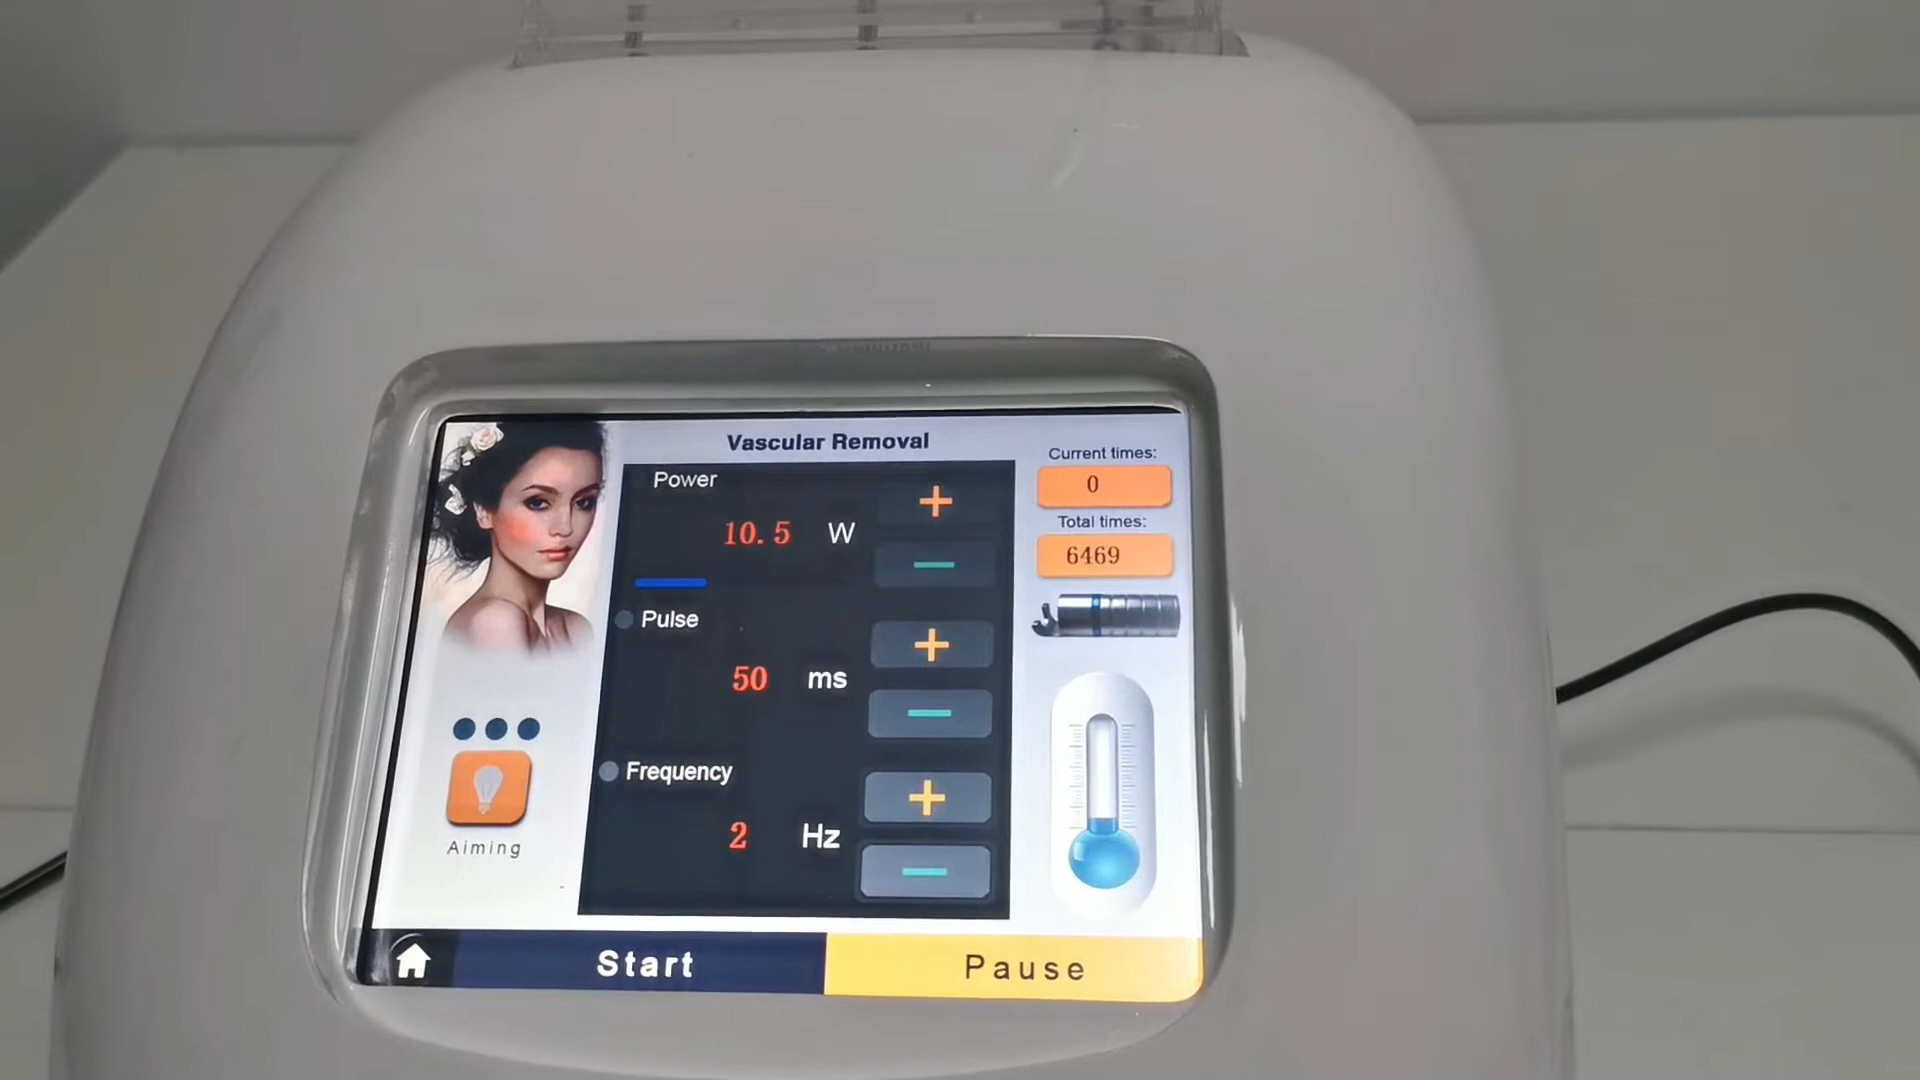 Vascular Removal
Power
10.5 W
Pulse
50 ms
Frequency
2 Hz
Current times:
0
Total times:
6469
Aiming
Start
Pause